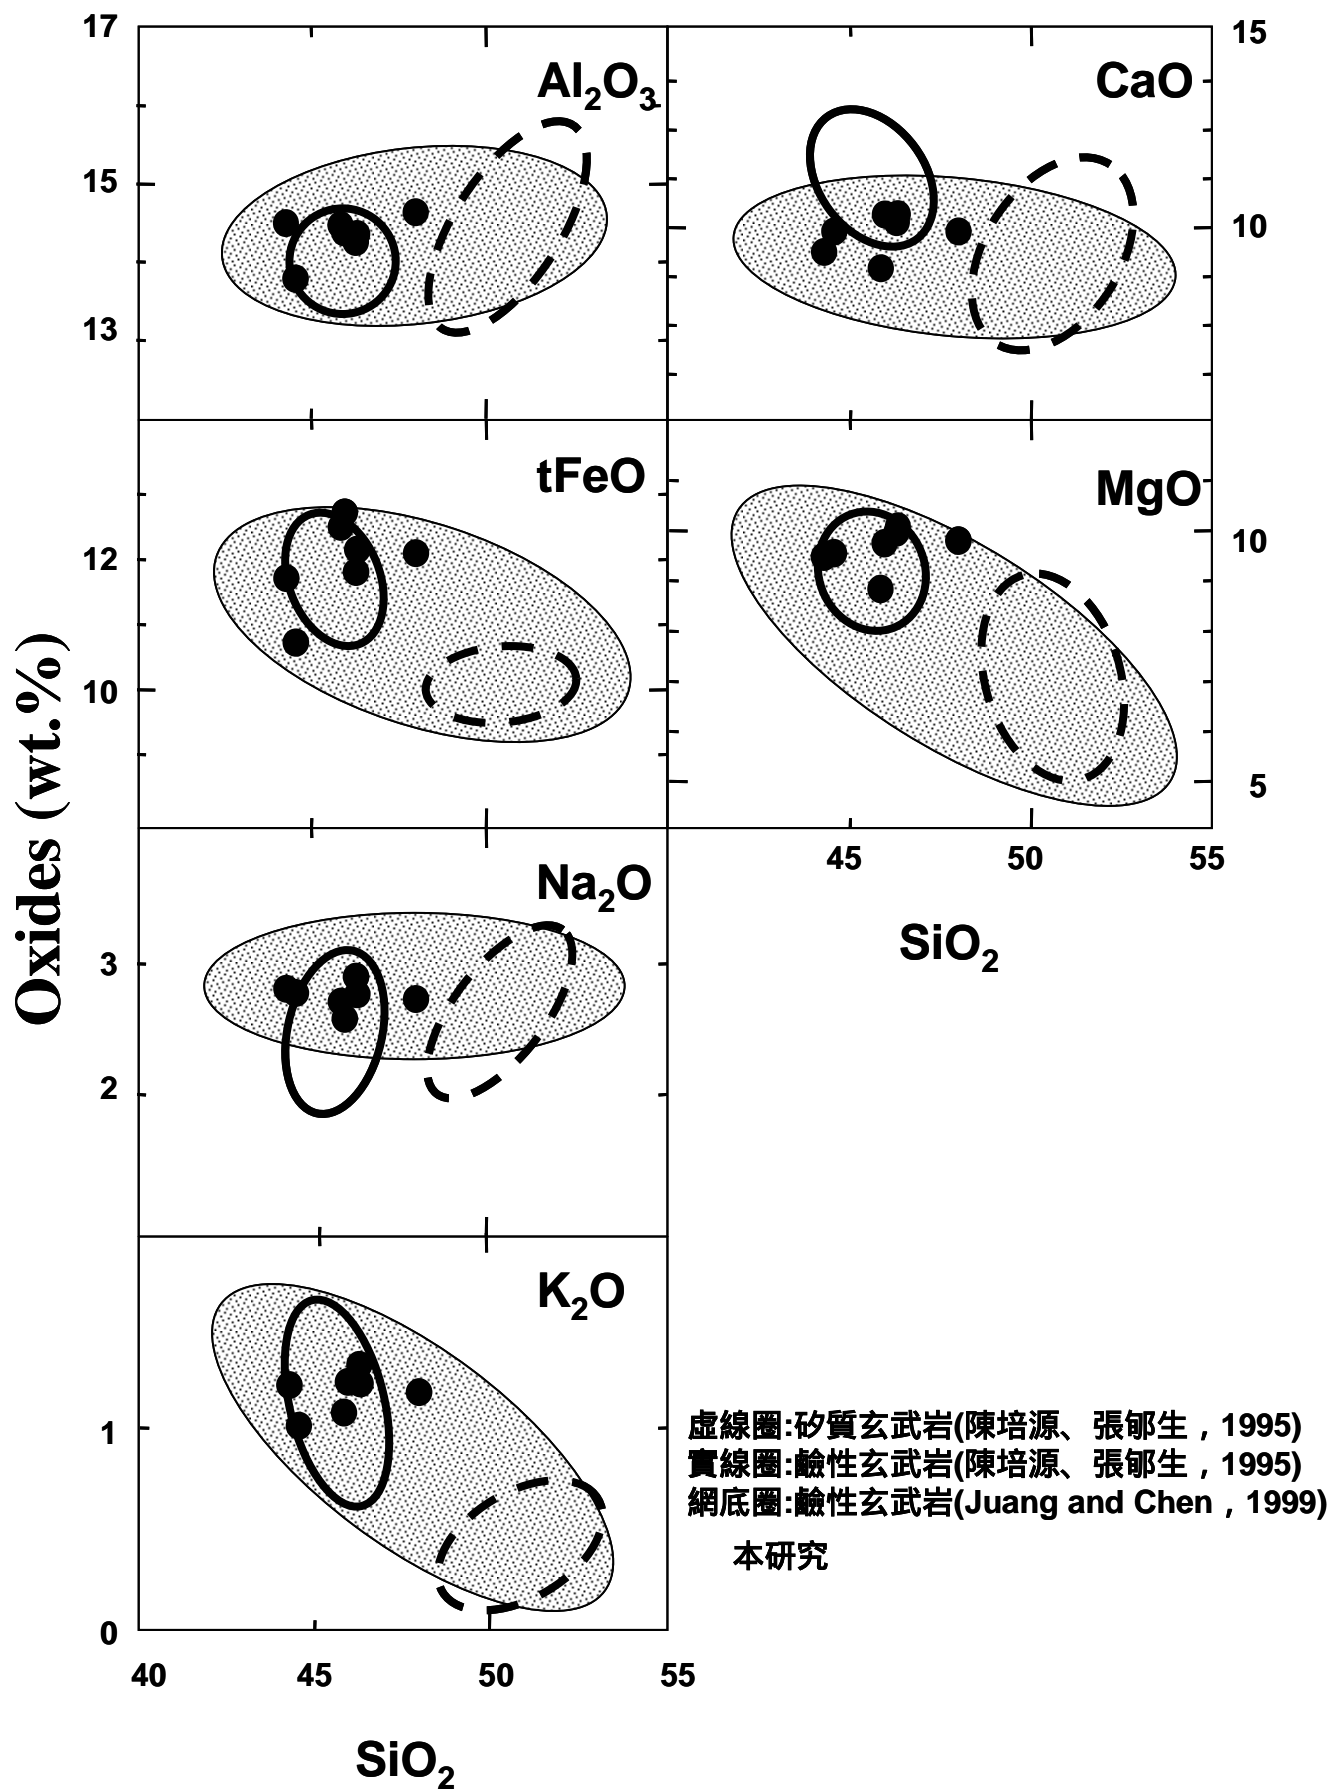 17
15
13
Al2O3
CaO
15
10
tFeO
12
10
MgO
10
5
45
50
55
SiO2
Oxides (wt.%)
Na2O
3
2
K2O
1
0
40
45
50
55
SiO2
虛線圈:矽質玄武岩(陳培源、張郇生，1995)
實線圈:鹼性玄武岩(陳培源、張郇生，1995)
網底圈:鹼性玄武岩(Juang and Chen，1999)
本研究